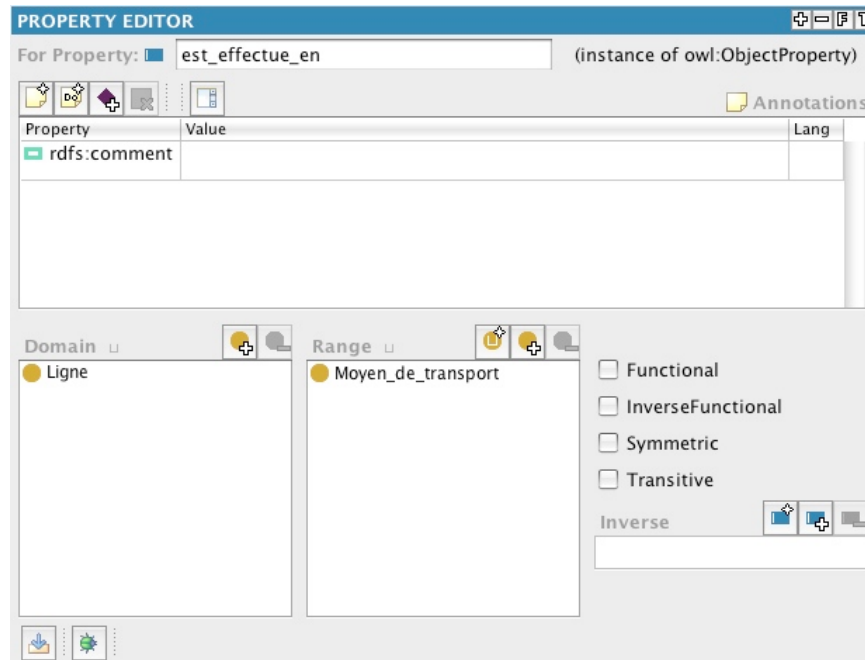 PROPERTY EDITOR
For Property: est_effectue_en (instance of owl:ObjectProperty)
Annotations
Property Value Lang
rdfs:comment
Domain ⊔ Range ⊔
Ligne Moyen_de_transport
Functional
InverseFunctional
Symmetric
Transitive
Inverse